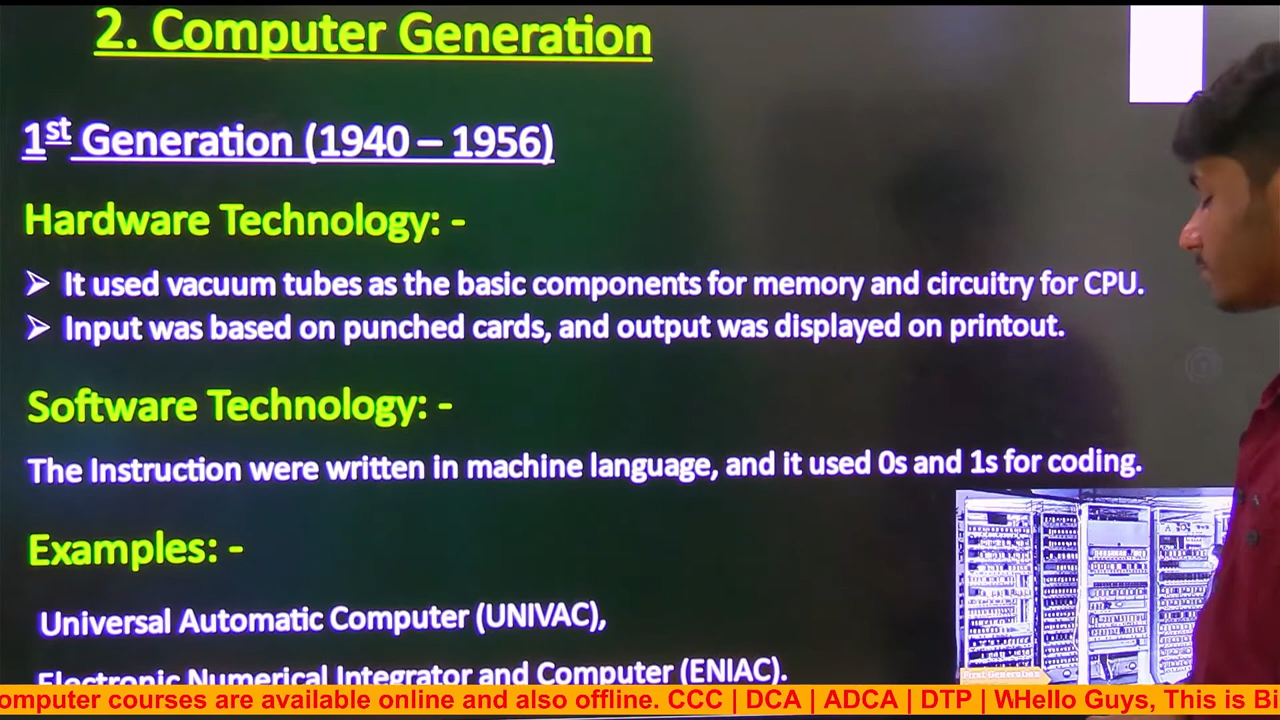 2. Computer Generation
1st Generation (1940 – 1956)
Hardware Technology: -
➢ It used vacuum tubes as the basic components for memory and circuitry for CPU.
➢ Input was based on punched cards, and output was displayed on printout.
Software Technology: -
The Instruction were written in machine language, and it used 0s and 1s for coding.
Examples: -
Universal Automatic Computer (UNIVAC),
Electronic Numerical Integrator and Computer (ENIAC).
First Generation
omputer courses are available online and also offline. CCC | DCA | ADCA | DTP | WHello Guys, This is Bi